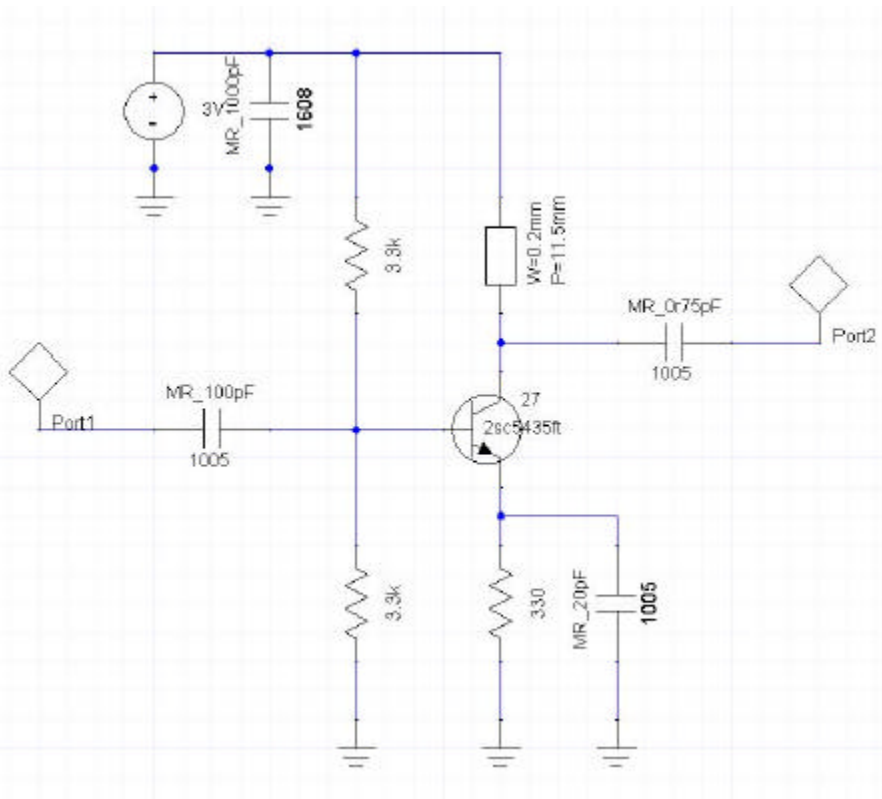 3V
MR_1000pF
1608
3.3k
W=0.2mm
P=11.5mm
MR_0r75pF
1005
Port2
Port1
MR_100pF
1005
27
2sc5435ft
3.3k
330
MR_20pF
1005